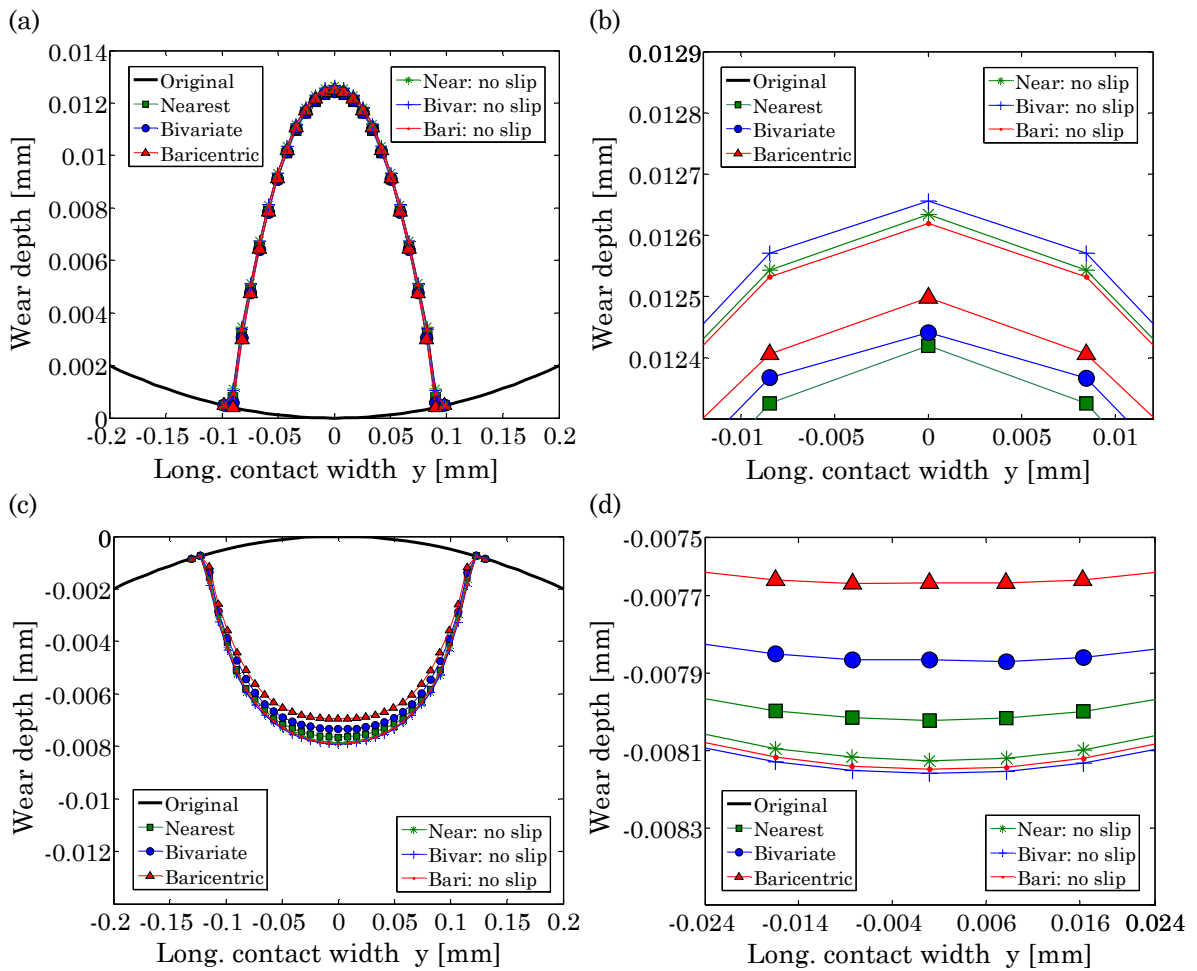 (a)
0.014
0.012
0.01
0.008
0.006
0.004
0.002
0
Wear depth [mm]
Original
Nearest
Bivariate
Baricentric
Near: no slip
Bivar: no slip
Bari: no slip
-0.2 -0.15 -0.1 -0.05 0 0.05 0.1 0.15 0.2
Long. contact width y [mm]
(b)
0.0129
0.0128
0.0127
0.0126
0.0125
0.0124
Wear depth [mm]
Original
Nearest
Bivariate
Baricentric
Near: no slip
Bivar: no slip
Bari: no slip
-0.01 -0.005 0 0.005 0.01
Long. contact width y [mm]
(c)
0
-0.002
-0.004
-0.006
-0.008
-0.01
-0.012
Wear depth [mm]
Original
Nearest
Bivariate
Baricentric
Near: no slip
Bivar: no slip
Bari: no slip
-0.2 -0.15 -0.1 -0.05 0 0.05 0.10 0.15 0.2
Long. contact width y [mm]
(d)
-0.0075
-0.0077
-0.0079
-0.0081
-0.0083
Wear depth [mm]
Original
Nearest
Bivariate
Baricentric
Near: no slip
Bivar: no slip
Bari: no slip
-0.024 -0.014 -0.004 0.006 0.016 0.024
Long. contact width y [mm]